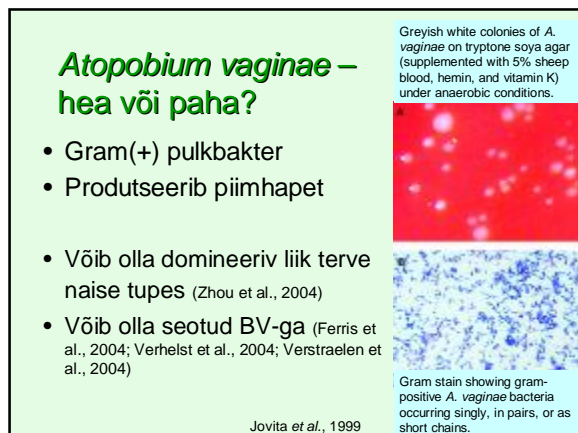 Atopobium vaginae –
hea või paha?
• Gram(+) pulkbakter
• Produtseerib piimhapet
• Võib olla domineeriv liik terve
naise tupes (Zhou et al., 2004)
• Võib olla seotud BV-ga (Ferris et
al., 2004; Verhelst et al., 2004; Verstraelen et
al., 2004)
Jovita et al., 1999
Greyish white colonies of A.
vaginae on tryptone soya agar
(supplemented with 5% sheep
blood, hemin, and vitamin K)
under anaerobic conditions.
A
Gram stain showing gram-
positive A. vaginae bacteria
occurring singly, in pairs, or as
short chains.